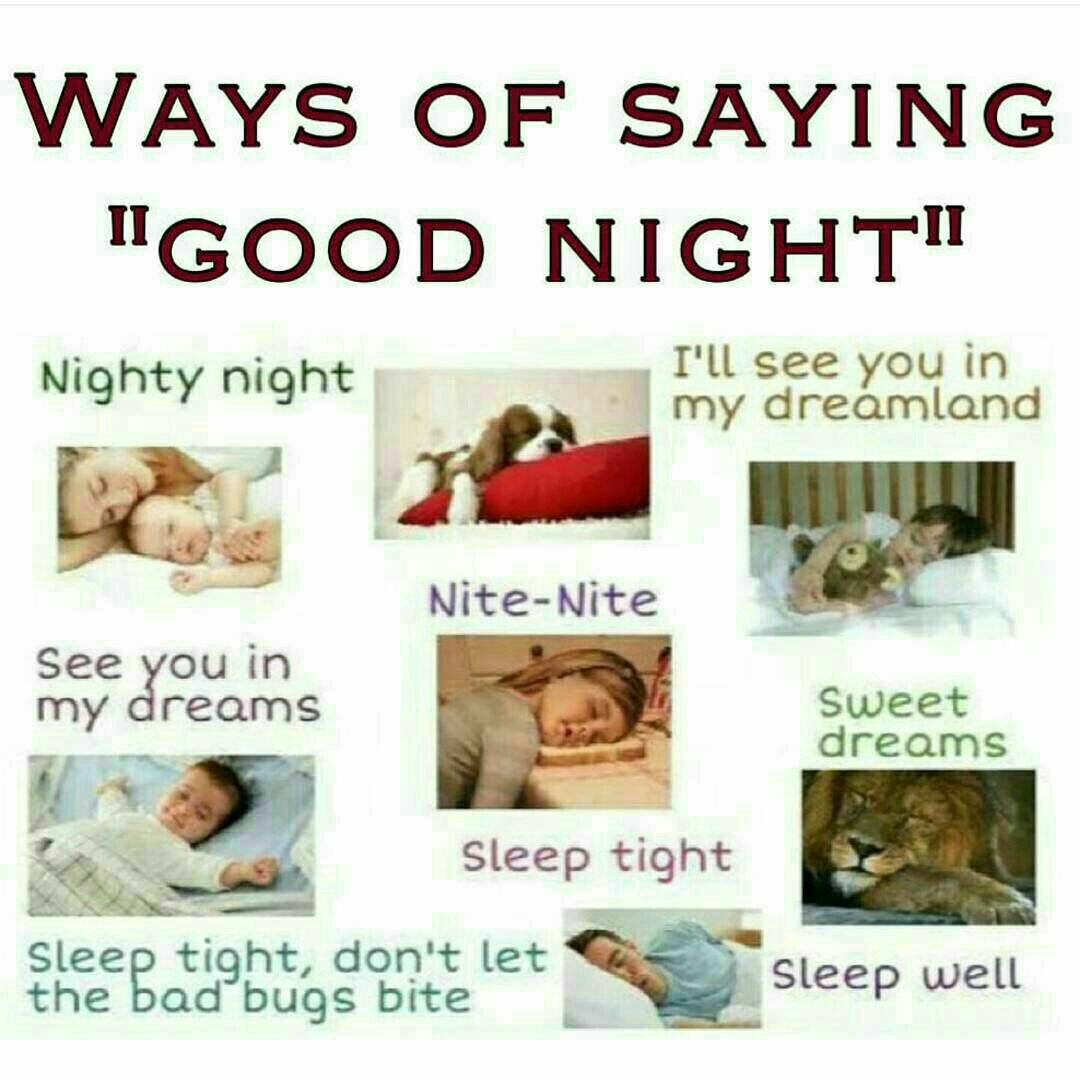 WAYS OF SAYING
"GOOD NIGHT"
Nighty night
I'll see you in
my dreamland
Nite-Nite
See you in
my dreams
Sweet
dreams
Sleep tight
Sleep tight, don't let
the bad bugs bite
Sleep well